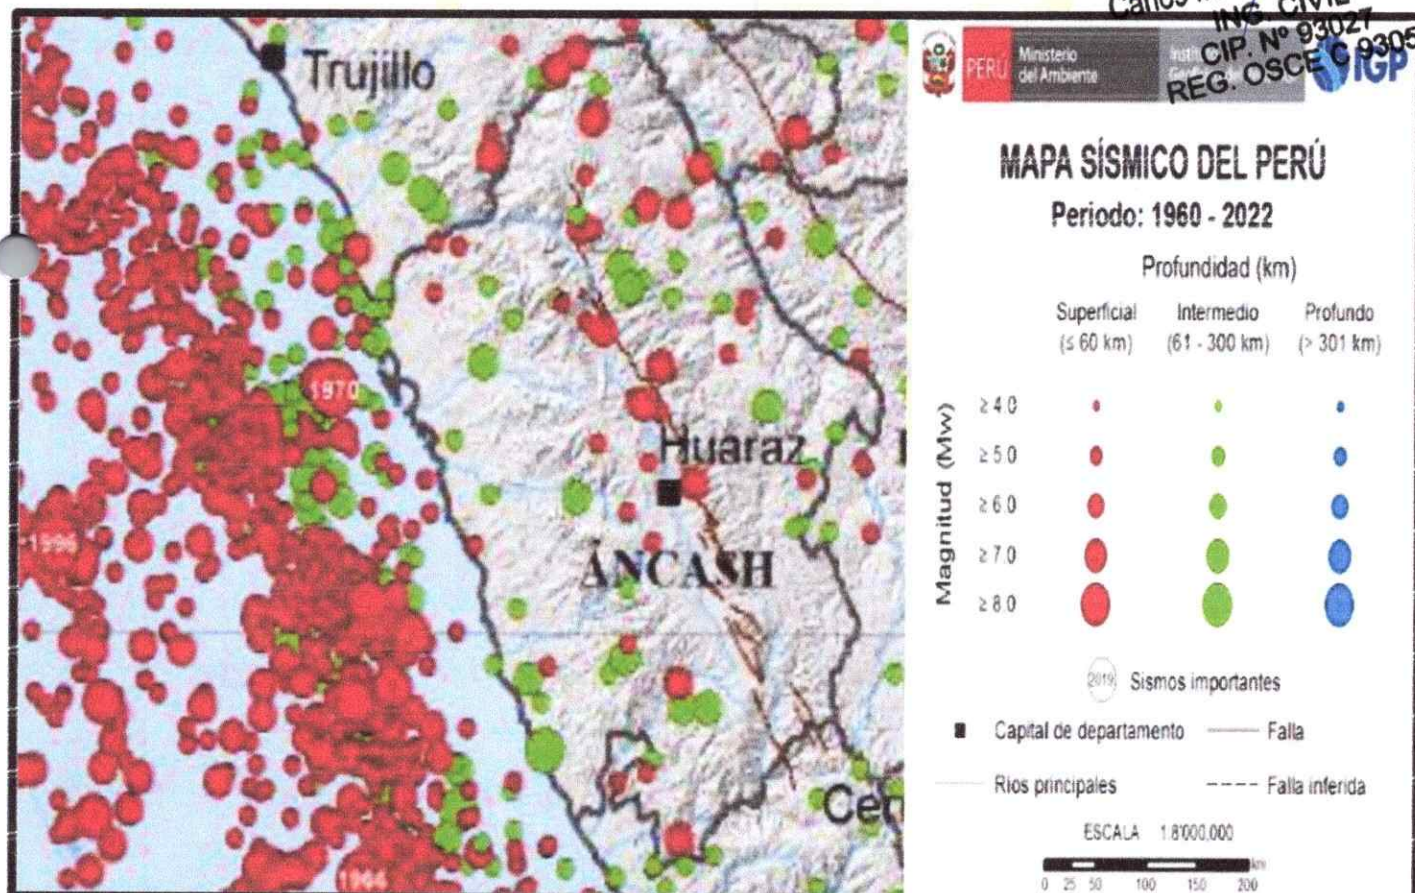 Trujillo
1970
Huaraz
1996
ÁNCASH
1966
ING. CIVIL
CIP. Nº 93027
REG. OSCE C 9305
PERÚ
Ministerio
del Ambiente
IGP
MAPA SÍSMICO DEL PERÚ
Periodo: 1960 - 2022
Profundidad (km)
Superficial Intermedio Profundo
(≤ 60 km) (61 - 300 km) (> 301 km)
Magnitud (Mw)
≥ 4.0
≥ 5.0
≥ 6.0
≥ 7.0
≥ 8.0
2019 Sismos importantes
Capital de departamento Falla
Rios principales Falla inferida
ESCALA 1:8'000,000
km
0 25 50 100 150 200